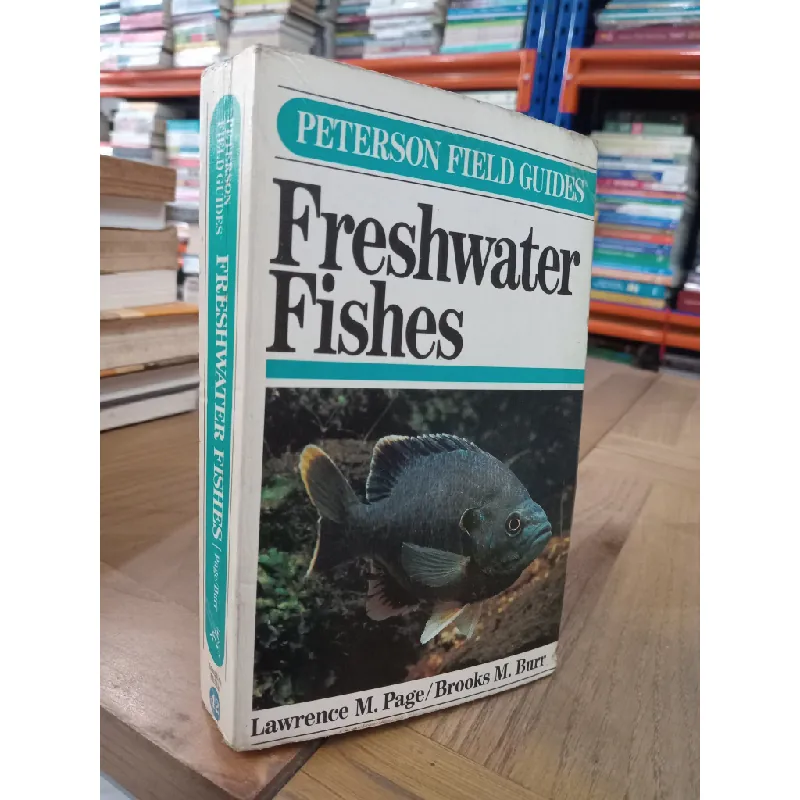 PETERSON FIELD GUIDES
Freshwater
Fishes
Lawrence M. Page/Brooks M. Burr
PETERSON
FIELD GUIDES
FRESHWATER FISHES / Page·Burr